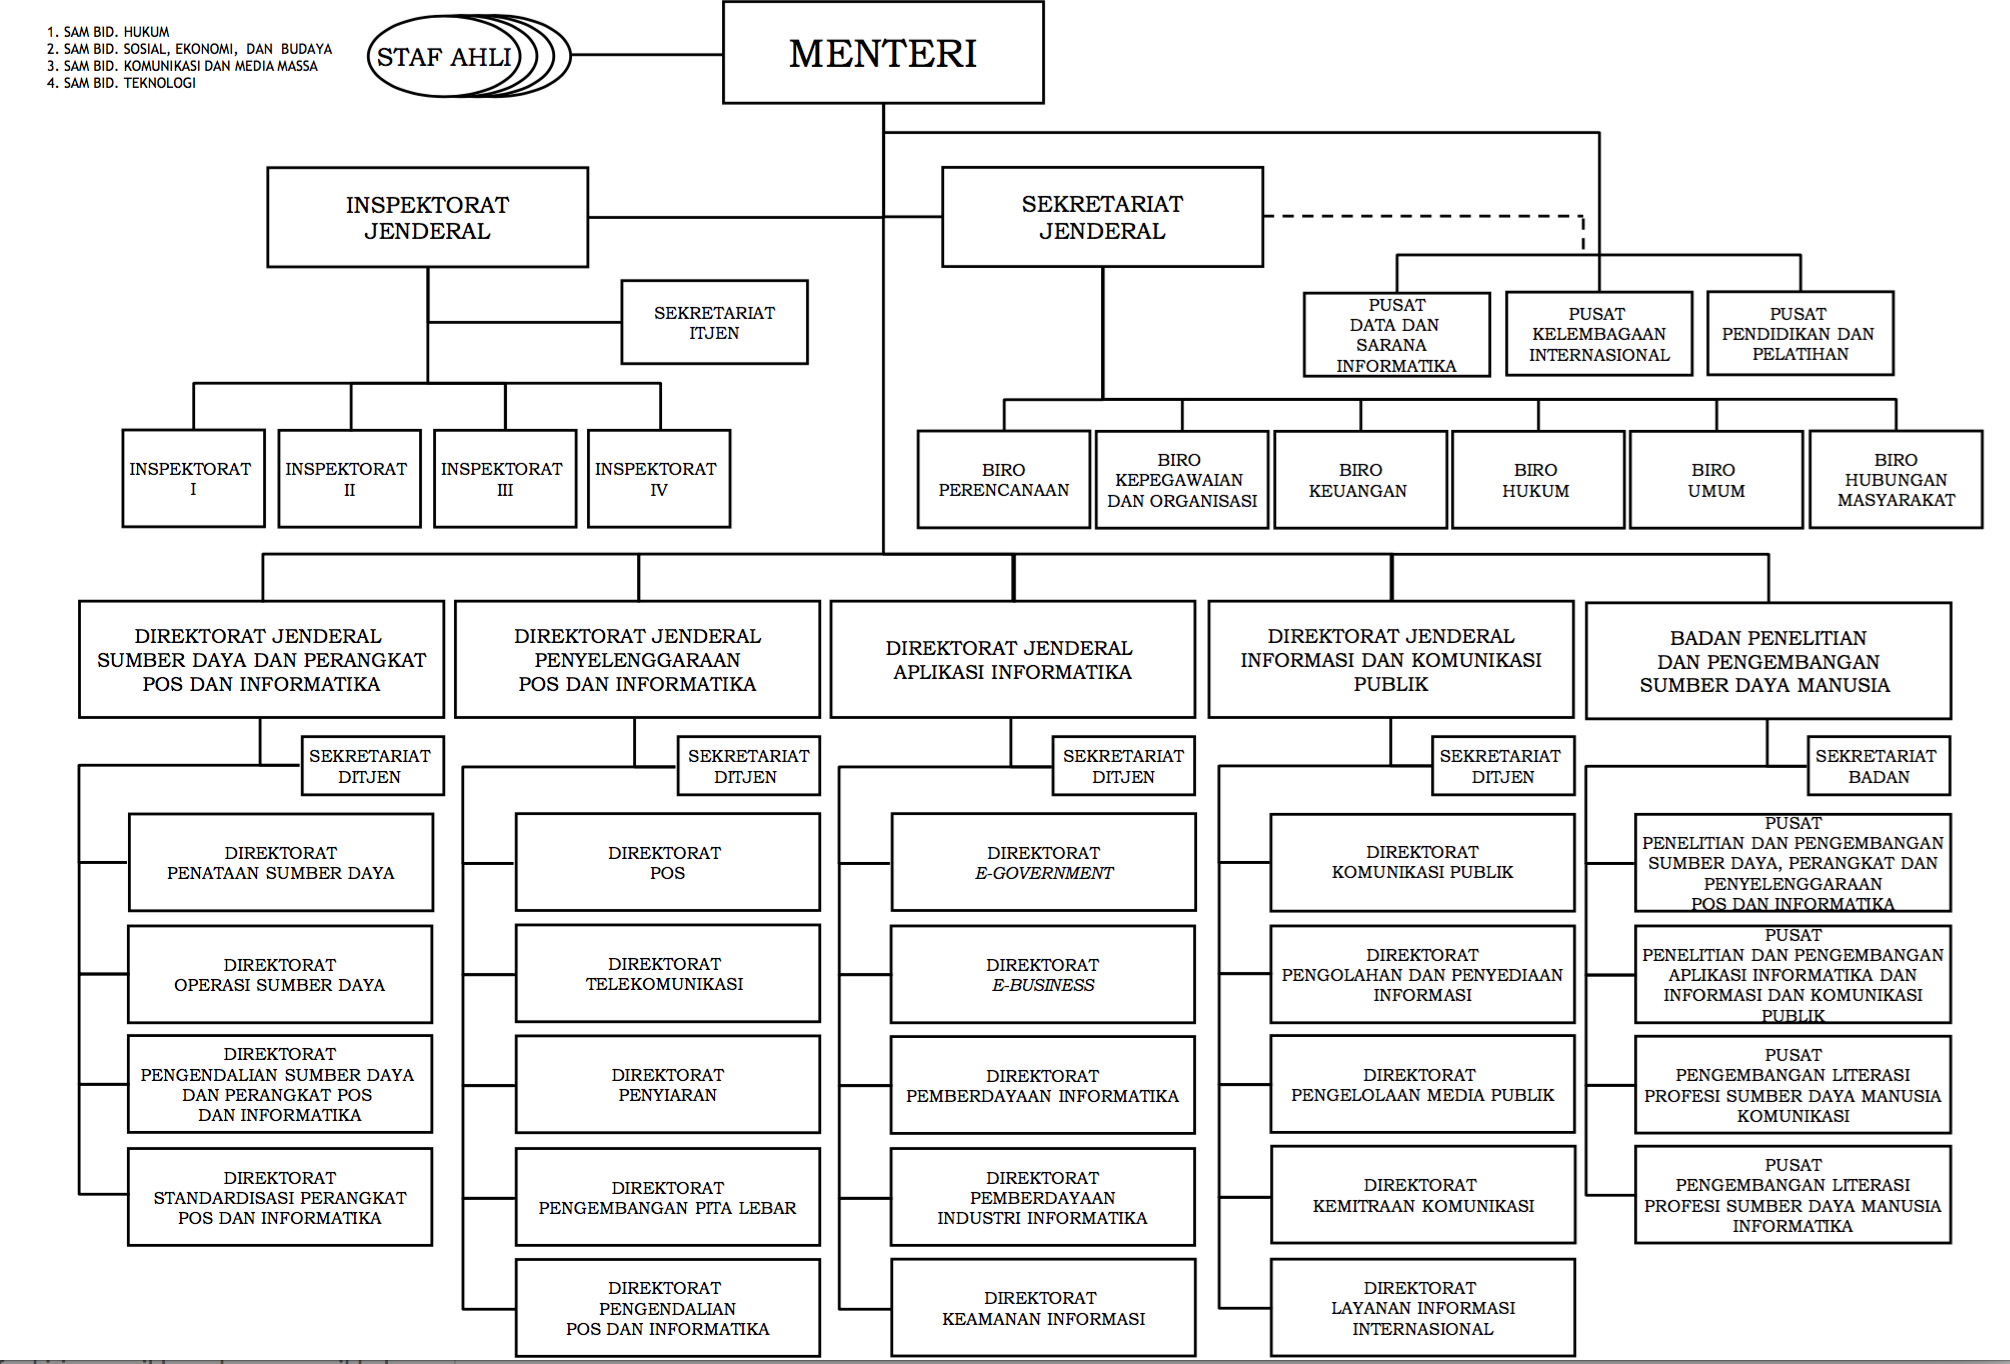 1. SAM BID. HUKUM
2. SAM BID. SOSIAL, EKONOMI, DAN BUDAYA
3. SAM BID. KOMUNIKASI DAN MEDIA MASSA
4. SAM BID. TEKNOLOGI
STAF AHLI
MENTERI
INSPEKTORAT
JENDERAL
SEKRETARIAT
JENDERAL
SEKRETARIAT
ITJEN
PUSAT
DATA DAN
SARANA
INFORMATIKA
PUSAT
KELEMBAGAAN
INTERNASIONAL
PUSAT
PENDIDIKAN DAN
PELATIHAN
INSPEKTORAT
I
INSPEKTORAT
II
INSPEKTORAT
III
INSPEKTORAT
IV
BIRO
PERENCANAAN
BIRO
KEPEGAWAIAN
DAN ORGANISASI
BIRO
KEUANGAN
BIRO
HUKUM
BIRO
UMUM
BIRO
HUBUNGAN
MASYARAKAT
DIREKTORAT JENDERAL
SUMBER DAYA DAN PERANGKAT
POS DAN INFORMATIKA
DIREKTORAT JENDERAL
PENYELENGGARAAN
POS DAN INFORMATIKA
DIREKTORAT JENDERAL
APLIKASI INFORMATIKA
DIREKTORAT JENDERAL
INFORMASI DAN KOMUNIKASI
PUBLIK
BADAN PENELITIAN
DAN PENGEMBANGAN
SUMBER DAYA MANUSIA
SEKRETARIAT
DITJEN
SEKRETARIAT
DITJEN
SEKRETARIAT
DITJEN
SEKRETARIAT
DITJEN
SEKRETARIAT
BADAN
DIREKTORAT
PENATAAN SUMBER DAYA
DIREKTORAT
OPERASI SUMBER DAYA
DIREKTORAT
PENGENDALIAN SUMBER DAYA
DAN PERANGKAT POS
DAN INFORMATIKA
DIREKTORAT
STANDARDISASI PERANGKAT
POS DAN INFORMATIKA
DIREKTORAT
POS
DIREKTORAT
TELEKOMUNIKASI
DIREKTORAT
PENYIARAN
DIREKTORAT
PENGEMBANGAN PITA LEBAR
DIREKTORAT
PENGENDALIAN
POS DAN INFORMATIKA
DIREKTORAT
E-GOVERNMENT
DIREKTORAT
E-BUSINESS
DIREKTORAT
PEMBERDAYAAN INFORMATIKA
DIREKTORAT
PEMBERDAYAAN
INDUSTRI INFORMATIKA
DIREKTORAT
KEAMANAN INFORMASI
DIREKTORAT
KOMUNIKASI PUBLIK
DIREKTORAT
PENGOLAHAN DAN PENYEDIAAN
INFORMASI
DIREKTORAT
PENGELOLAAN MEDIA PUBLIK
DIREKTORAT
KEMITRAAN KOMUNIKASI
DIREKTORAT
LAYANAN INFORMASI
INTERNASIONAL
PUSAT
PENELITIAN DAN PENGEMBANGAN
SUMBER DAYA, PERANGKAT DAN
PENYELENGGARAAN
POS DAN INFORMATIKA
PUSAT
PENELITIAN DAN PENGEMBANGAN
APLIKASI INFORMATIKA DAN
INFORMASI DAN KOMUNIKASI
PUBLIK
PUSAT
PENGEMBANGAN LITERASI
PROFESI SUMBER DAYA MANUSIA
KOMUNIKASI
PUSAT
PENGEMBANGAN LITERASI
PROFESI SUMBER DAYA MANUSIA
INFORMATIKA